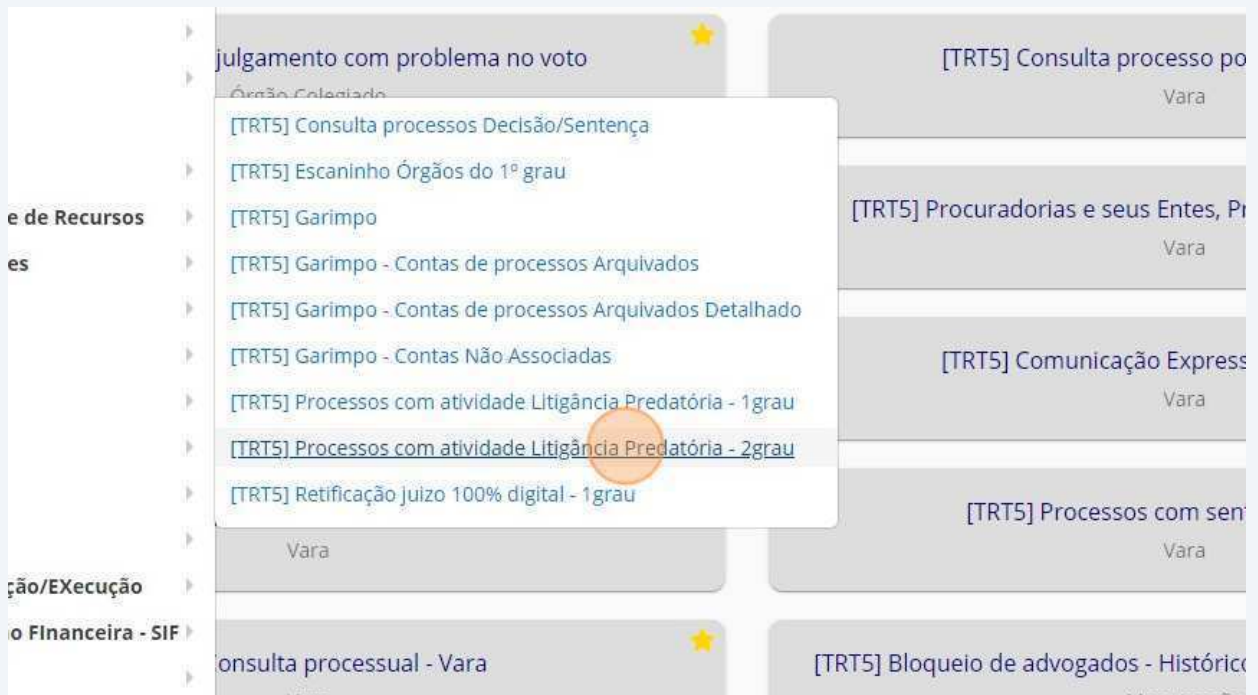 julgamento com problema no voto
Órgão Colegiado
[TRT5] Consulta processo po
Vara
[TRT5] Consulta processos Decisão/Sentença
[TRT5] Escaninho Órgãos do 1º grau
[TRT5] Garimpo
[TRT5] Garimpo - Contas de processos Arquivados
[TRT5] Garimpo - Contas de processos Arquivados Detalhado
[TRT5] Garimpo - Contas Não Associadas
[TRT5] Processos com atividade Litigância Predatória - 1grau
[TRT5] Processos com atividade Litigância Predatória - 2grau
[TRT5] Retificação juizo 100% digital - 1grau
e de Recursos
es
[TRT5] Procuradorias e seus Entes, Pr
Vara
[TRT5] Comunicação Express
Vara
[TRT5] Processos com sen
Vara
Vara
ção/EXecução
o FInanceira - SIF
onsulta processual - Vara
[TRT5] Bloqueio de advogados - Histórico